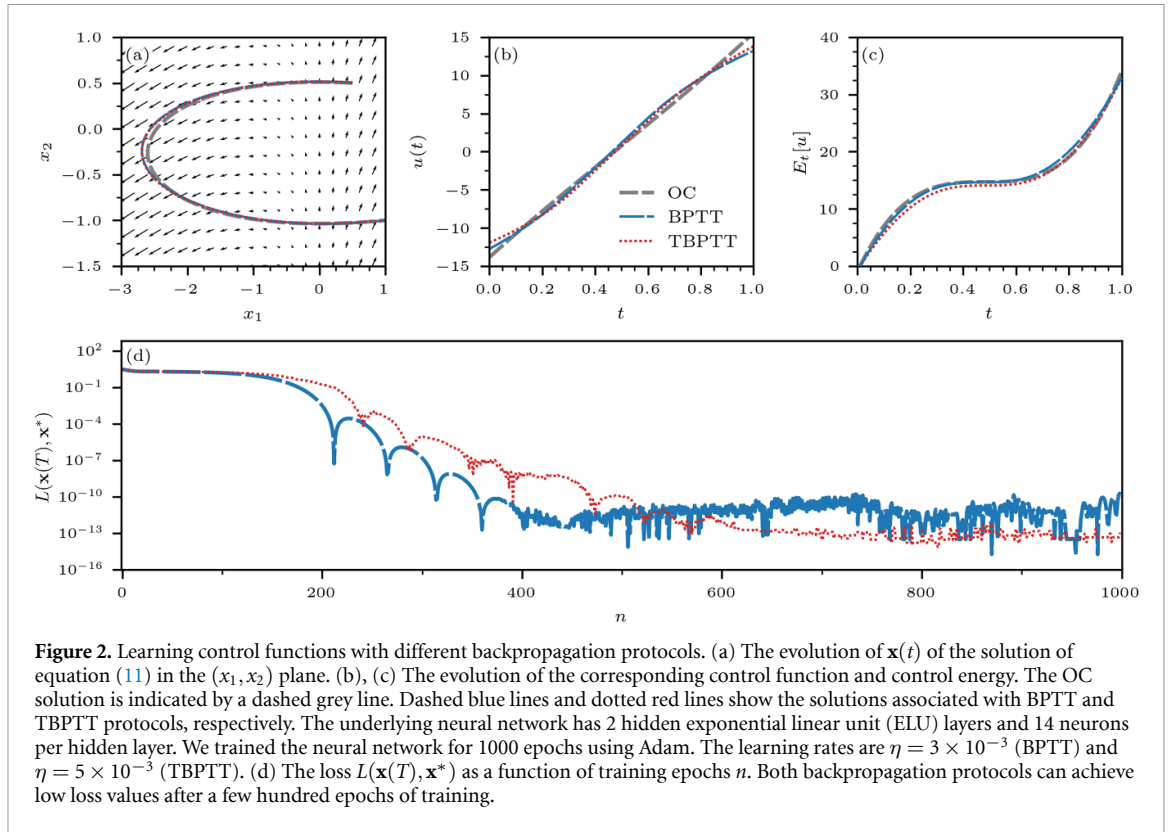 (a)
1.0
0.5
0.0
−0.5
−1.0
−1.5
x₂
−3
−2
−1
0
1
x₁
(b)
15
10
5
0
−5
−10
−15
u(t)
OC
BPTT
TBPTT
0.0
0.2
0.4
0.6
0.8
1.0
t
(c)
40
30
20
10
0
Eₜ[u]
0.0
0.2
0.4
0.6
0.8
1.0
t
(d)
10²
10⁻¹
10⁻⁴
10⁻⁷
10⁻¹⁰
10⁻¹³
10⁻¹⁶
L(x(T), x*)
0
200
400
600
800
1000
n
Figure 2. Learning control functions with different backpropagation protocols. (a) The evolution of x(t) of the solution of
equation (11) in the (x₁, x₂) plane. (b), (c) The evolution of the corresponding control function and control energy. The OC
solution is indicated by a dashed grey line. Dashed blue lines and dotted red lines show the solutions associated with BPTT and
TBPTT protocols, respectively. The underlying neural network has 2 hidden exponential linear unit (ELU) layers and 14 neurons
per hidden layer. We trained the neural network for 1000 epochs using Adam. The learning rates are η = 3 × 10⁻³ (BPTT) and
η = 5 × 10⁻³ (TBPTT). (d) The loss L(x(T), x*) as a function of training epochs n. Both backpropagation protocols can achieve
low loss values after a few hundred epochs of training.